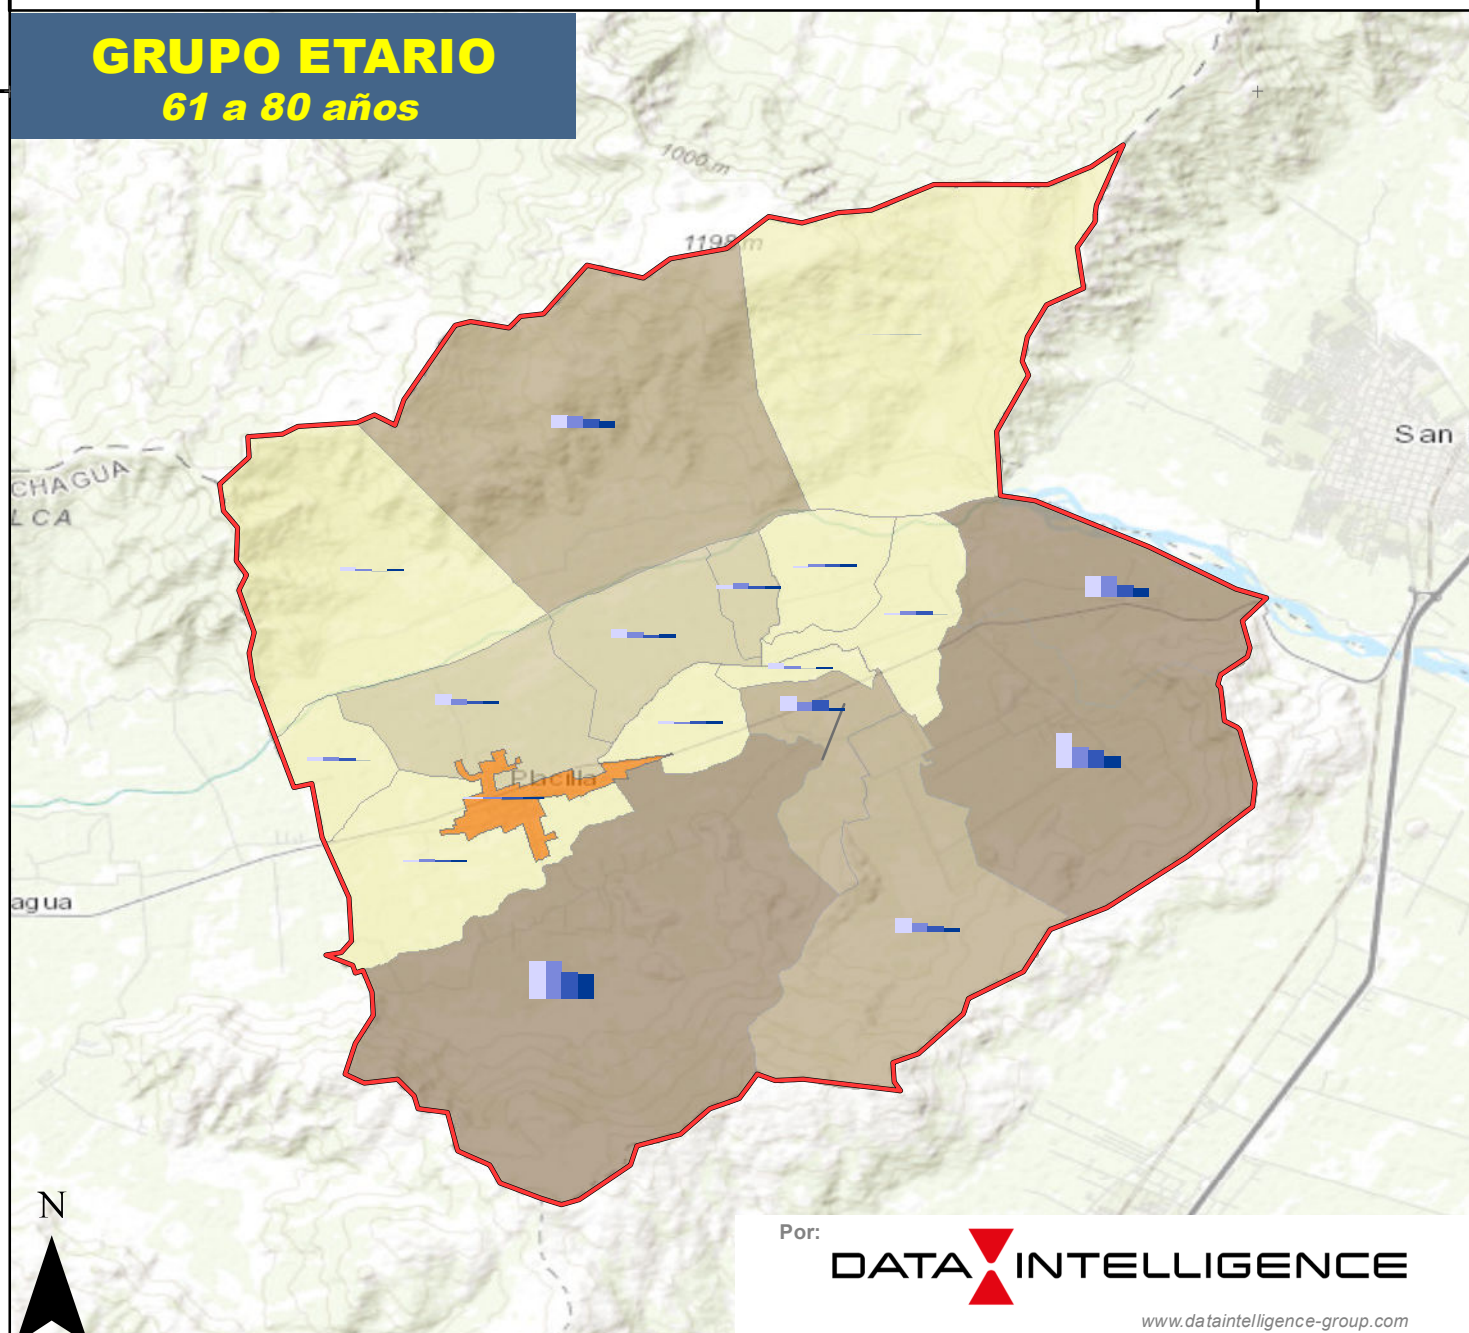 GRUPO ETARIO
61 a 80 años
1000 m
1198 m
San
CHAGUA
LCA
Placilla
agua
N
Por:
DATA INTELLIGENCE
www.dataintelligence-group.com